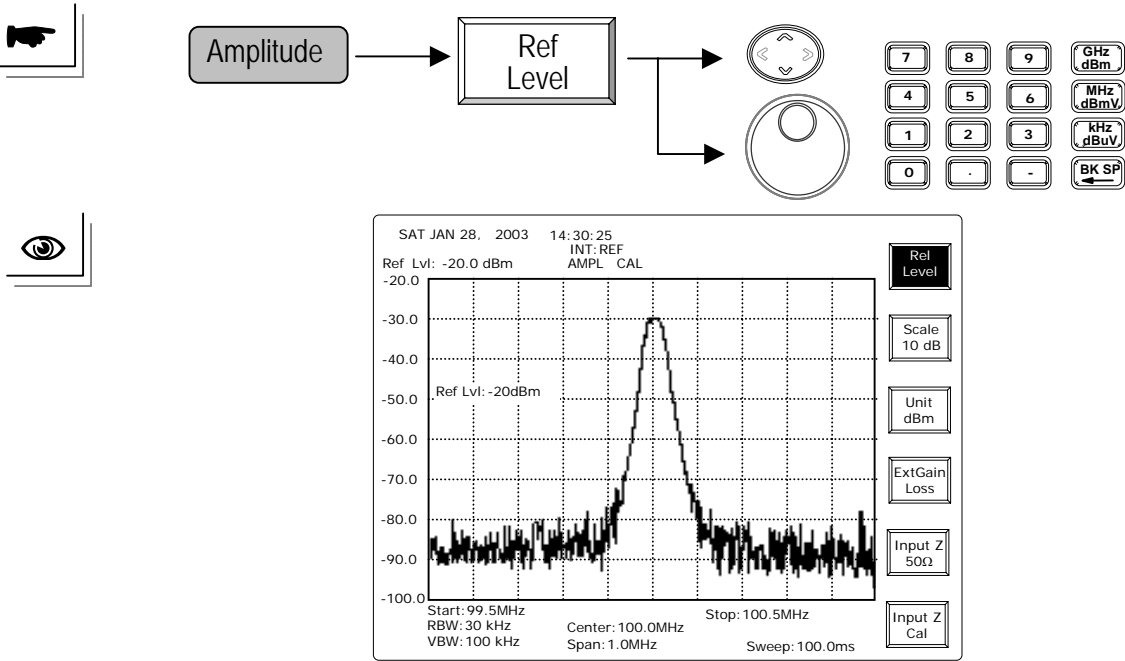 Amplitude
Ref
Level
7 8 9 GHz
dBm
4 5 6 MHz
dBmV
1 2 3 kHz
dBuV
0 . - BK SP
SAT JAN 28, 2003 14:30:25
INT:REF
Ref Lvl: -20.0 dBm AMPL CAL
-20.0
-30.0
-40.0
Ref Lvl:-20dBm
-50.0
-60.0
-70.0
-80.0
-90.0
-100.0
Start:99.5MHz
RBW:30 kHz
VBW:100 kHz
Center:100.0MHz
Span:1.0MHz
Stop:100.5MHz
Sweep:100.0ms
Rel
Level
Scale
10 dB
Unit
dBm
ExtGain
Loss
Input Z
50Ω
Input Z
Cal